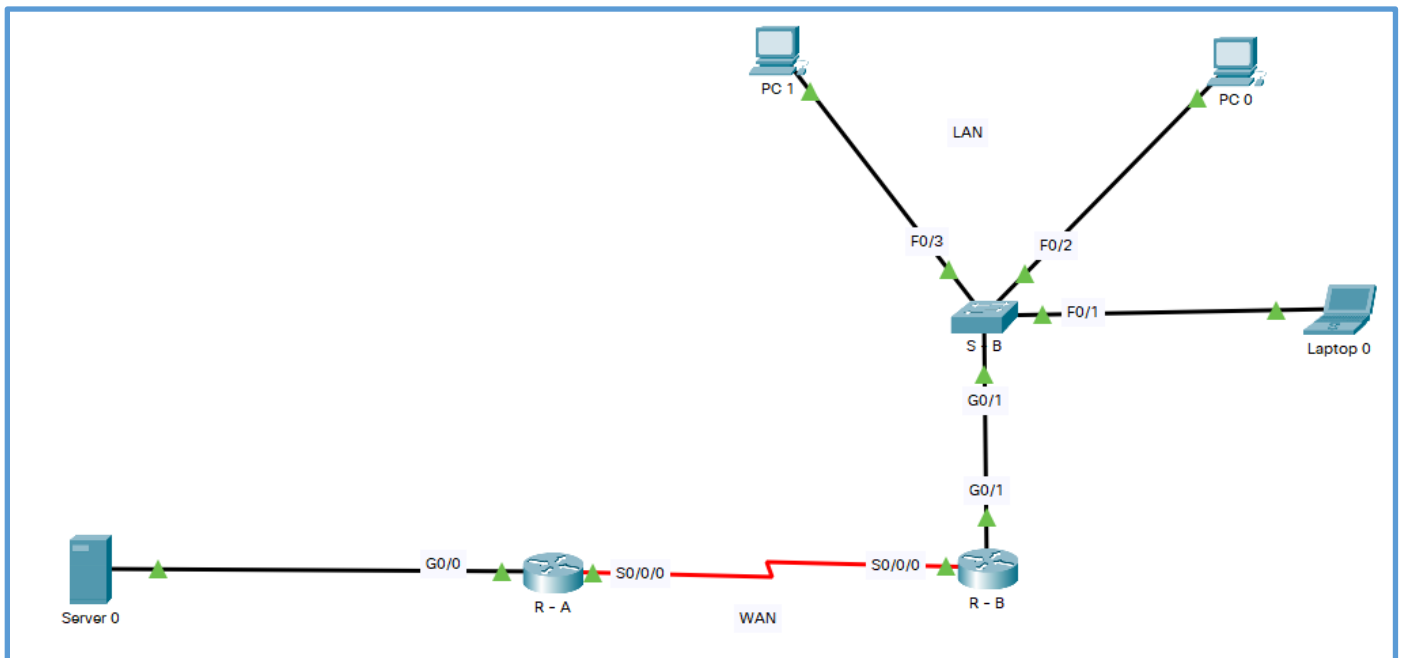 PC 1
PC 0
LAN
F0/3
F0/2
F0/1
S - B
Laptop 0
G0/1
G0/1
G0/0
S0/0/0
S0/0/0
R - A
R - B
Server 0
WAN